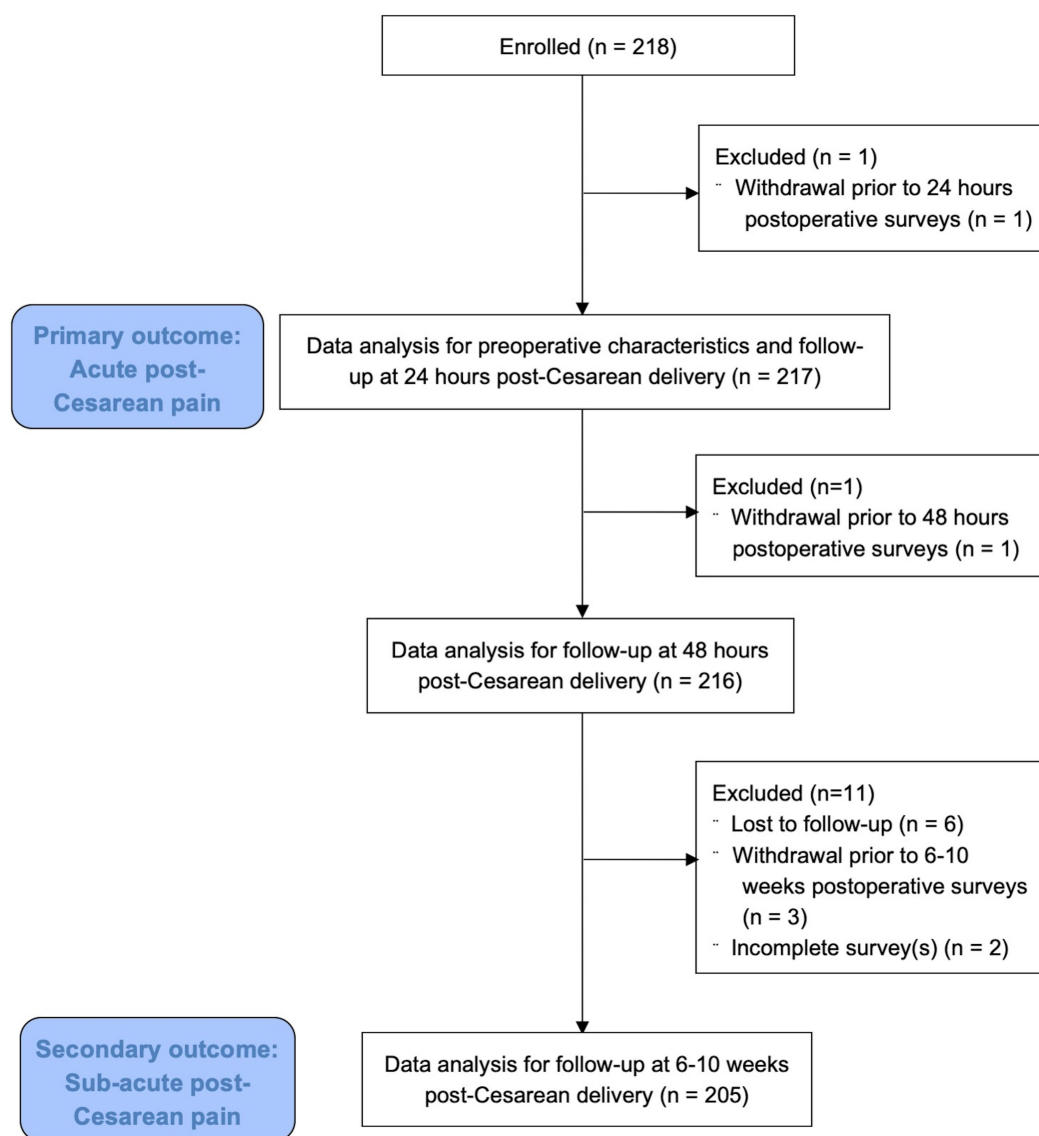 Enrolled (n = 218)
Excluded (n = 1)
¨ Withdrawal prior to 24 hours
postoperative surveys (n = 1)
Primary outcome:
Acute post-
Cesarean pain
Data analysis for preoperative characteristics and follow-
up at 24 hours post-Cesarean delivery (n = 217)
Excluded (n=1)
¨ Withdrawal prior to 48 hours
postoperative surveys (n = 1)
Data analysis for follow-up at 48 hours
post-Cesarean delivery (n = 216)
Excluded (n=11)
¨ Lost to follow-up (n = 6)
¨ Withdrawal prior to 6-10
weeks postoperative surveys
(n = 3)
¨ Incomplete survey(s) (n = 2)
Secondary outcome:
Sub-acute post-
Cesarean pain
Data analysis for follow-up at 6-10 weeks
post-Cesarean delivery (n = 205)